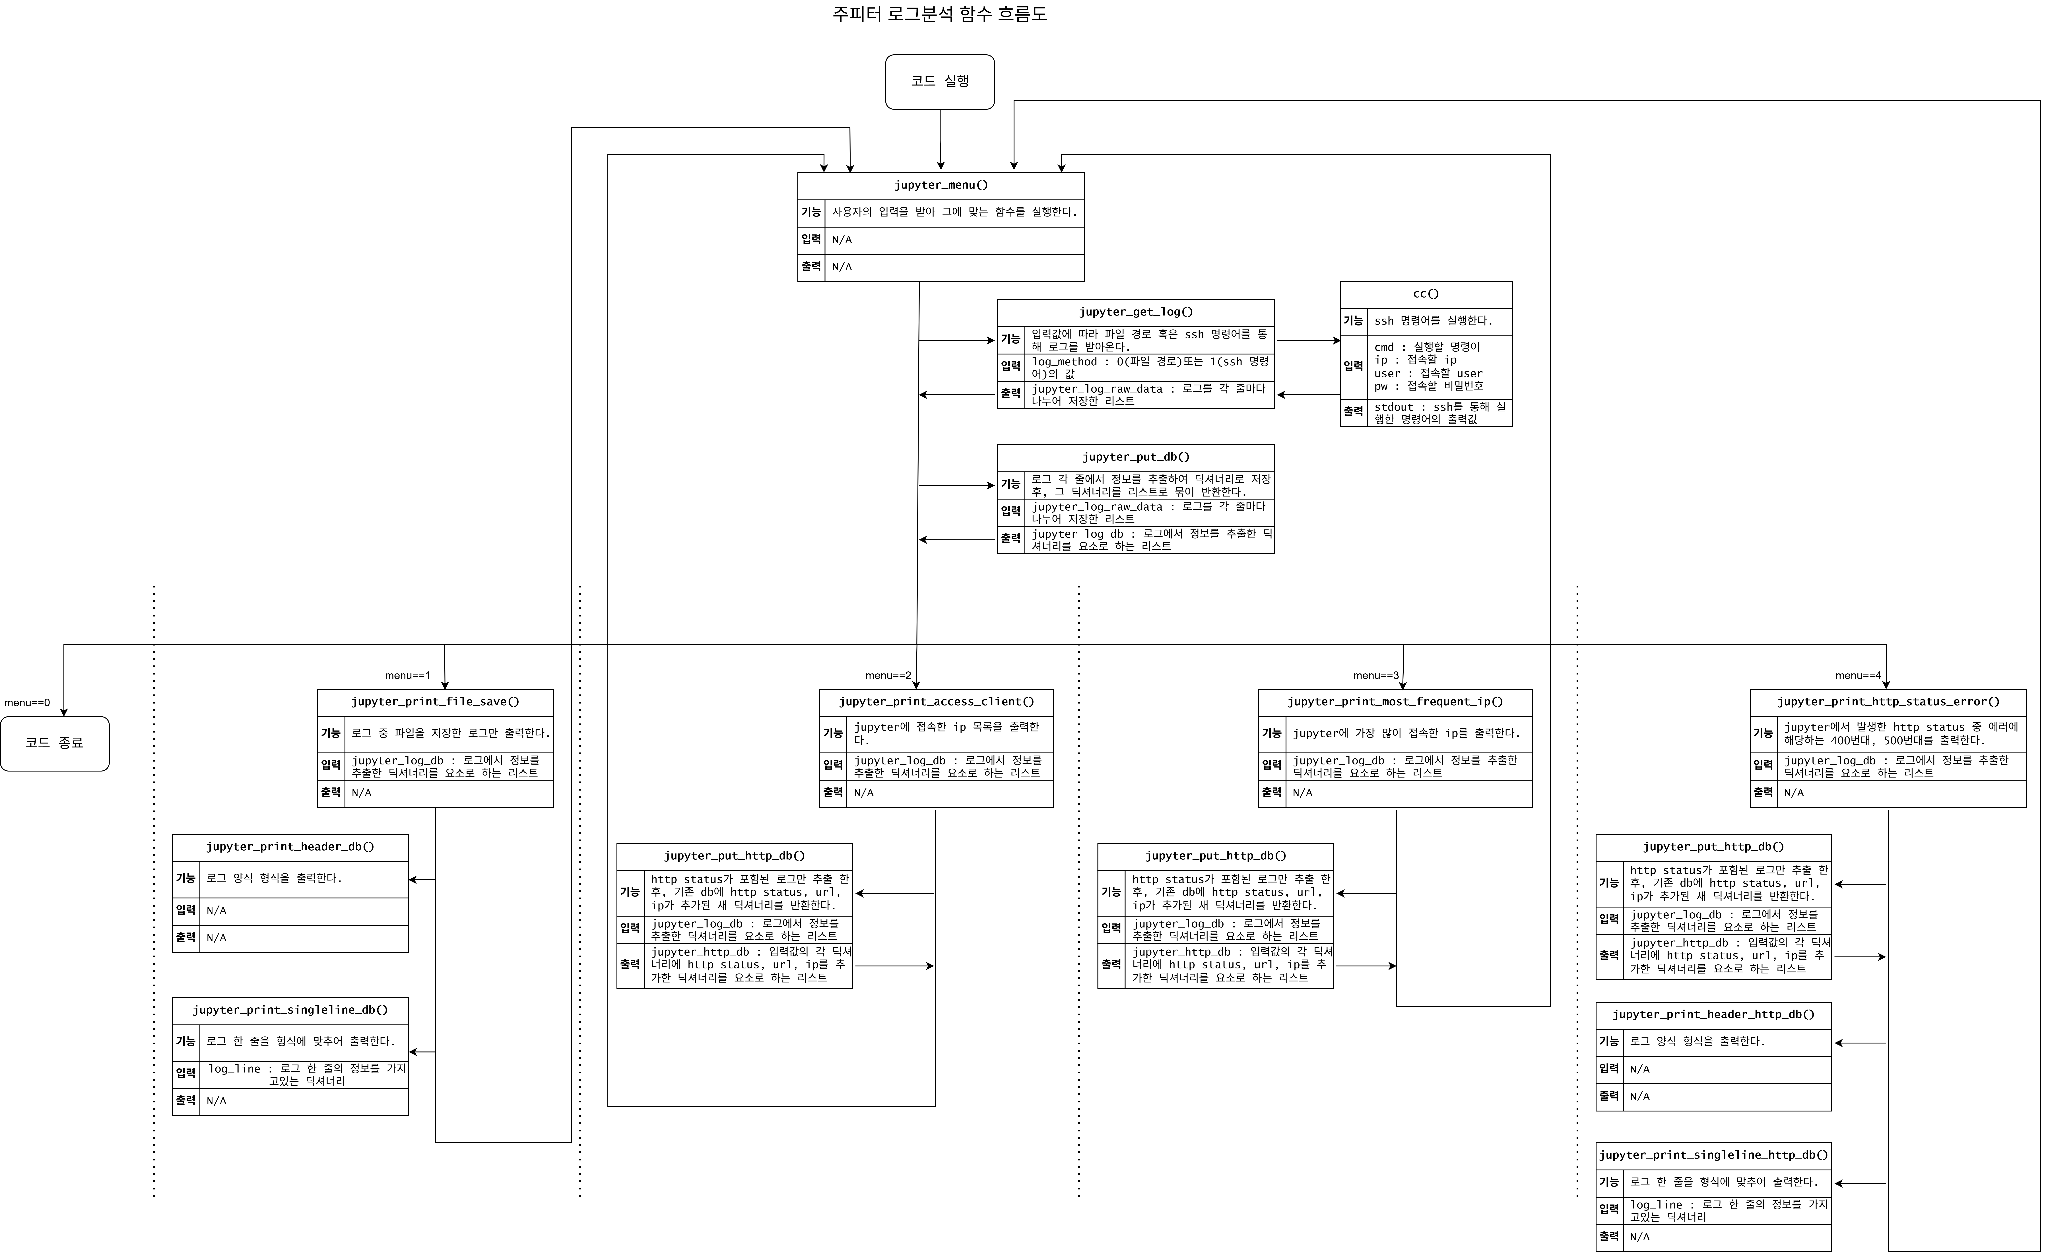 주피터 로그분석 함수 흐름도
코드 실행
jupyter_menu()
기능 사용자의 입력을 받아 그에 맞는 함수를 실행한다.
입력 N/A
출력 N/A
jupyter_get_log()
기능 입력값에 따라 파일 경로 혹은 ssh 명령어를 통
해 로그를 받아온다.
입력 log_method : 0(파일 경로)또는 1(ssh 명령
어)의 값
출력 jupyter_log_raw_data : 로그를 각 줄마다
나누어 저장한 리스트
cc()
기능 ssh 명령어를 실행한다.
입력 cmd : 실행할 명령어
ip : 접속할 ip
user : 접속할 user
pw : 접속할 비밀번호
출력 stdout : ssh를 통해 실
행한 명령어의 출력값
jupyter_put_db()
기능 로그 각 줄에서 정보를 추출하여 딕셔너리로 저장
후, 그 딕셔너리를 리스트로 묶어 반환한다.
입력 jupyter_log_raw_data : 로그를 각 줄마다
나누어 저장한 리스트
출력 jupyter_log_db : 로그에서 정보를 추출한 딕
셔너리를 요소로 하는 리스트
menu==0
코드 종료
menu==1
jupyter_print_file_save()
기능 로그 중 파일을 저장한 로그만 출력한다.
입력 jupyter_log_db : 로그에서 정보를
추출한 딕셔너리를 요소로 하는 리스트
출력 N/A
jupyter_print_header_db()
기능 로그 양식 형식을 출력한다.
입력 N/A
출력 N/A
jupyter_print_singleline_db()
기능 로그 한 줄을 형식에 맞추어 출력한다.
입력 log_line : 로그 한 줄의 정보를 가지
고있는 딕셔너리
출력 N/A
menu==2
jupyter_print_access_client()
기능 jupyter에 접속한 ip 목록을 출력한
다.
입력 jupyter_log_db : 로그에서 정보를
추출한 딕셔너리를 요소로 하는 리스트
출력 N/A
jupyter_put_http_db()
기능 http status가 포함된 로그만 추출 한
후, 기존 db에 http status, url,
ip가 추가된 새 딕셔너리를 반환한다.
입력 jupyter_log_db : 로그에서 정보를
추출한 딕셔너리를 요소로 하는 리스트
출력 jupyter_http_db : 입력값의 각 딕셔
너리에 http status, url, ip를 추
가한 딕셔너리를 요소로 하는 리스트
menu==3
jupyter_print_most_frequent_ip()
기능 jupyter에 가장 많이 접속한 ip를 출력한다.
입력 jupyter_log_db : 로그에서 정보를 추출한
딕셔너리를 요소로 하는 리스트
출력 N/A
jupyter_put_http_db()
기능 http status가 포함된 로그만 추출 한
후, 기존 db에 http status, url,
ip가 추가된 새 딕셔너리를 반환한다.
입력 jupyter_log_db : 로그에서 정보를
추출한 딕셔너리를 요소로 하는 리스트
출력 jupyter_http_db : 입력값의 각 딕셔
너리에 http status, url, ip를 추
가한 딕셔너리를 요소로 하는 리스트
menu==4
jupyter_print_http_status_error()
기능 jupyter에서 발생한 http status 중 에러에
해당하는 400번대, 500번대를 출력한다.
입력 jupyter_log_db : 로그에서 정보를 추출한
딕셔너리를 요소로 하는 리스트
출력 N/A
jupyter_put_http_db()
기능 http status가 포함된 로그만 추출 한
후, 기존 db에 http status, url,
ip가 추가된 새 딕셔너리를 반환한다.
입력 jupyter_log_db : 로그에서 정보를
추출한 딕셔너리를 요소로 하는 리스트
출력 jupyter_http_db : 입력값의 각 딕셔
너리에 http status, url, ip를 추
가한 딕셔너리를 요소로 하는 리스트
jupyter_print_header_http_db()
기능 로그 양식 형식을 출력한다.
입력 N/A
출력 N/A
jupyter_print_singleline_http_db()
기능 로그 한 줄을 형식에 맞추어 출력한다.
입력 log_line : 로그 한 줄의 정보를 가지
고있는 딕셔너리
출력 N/A